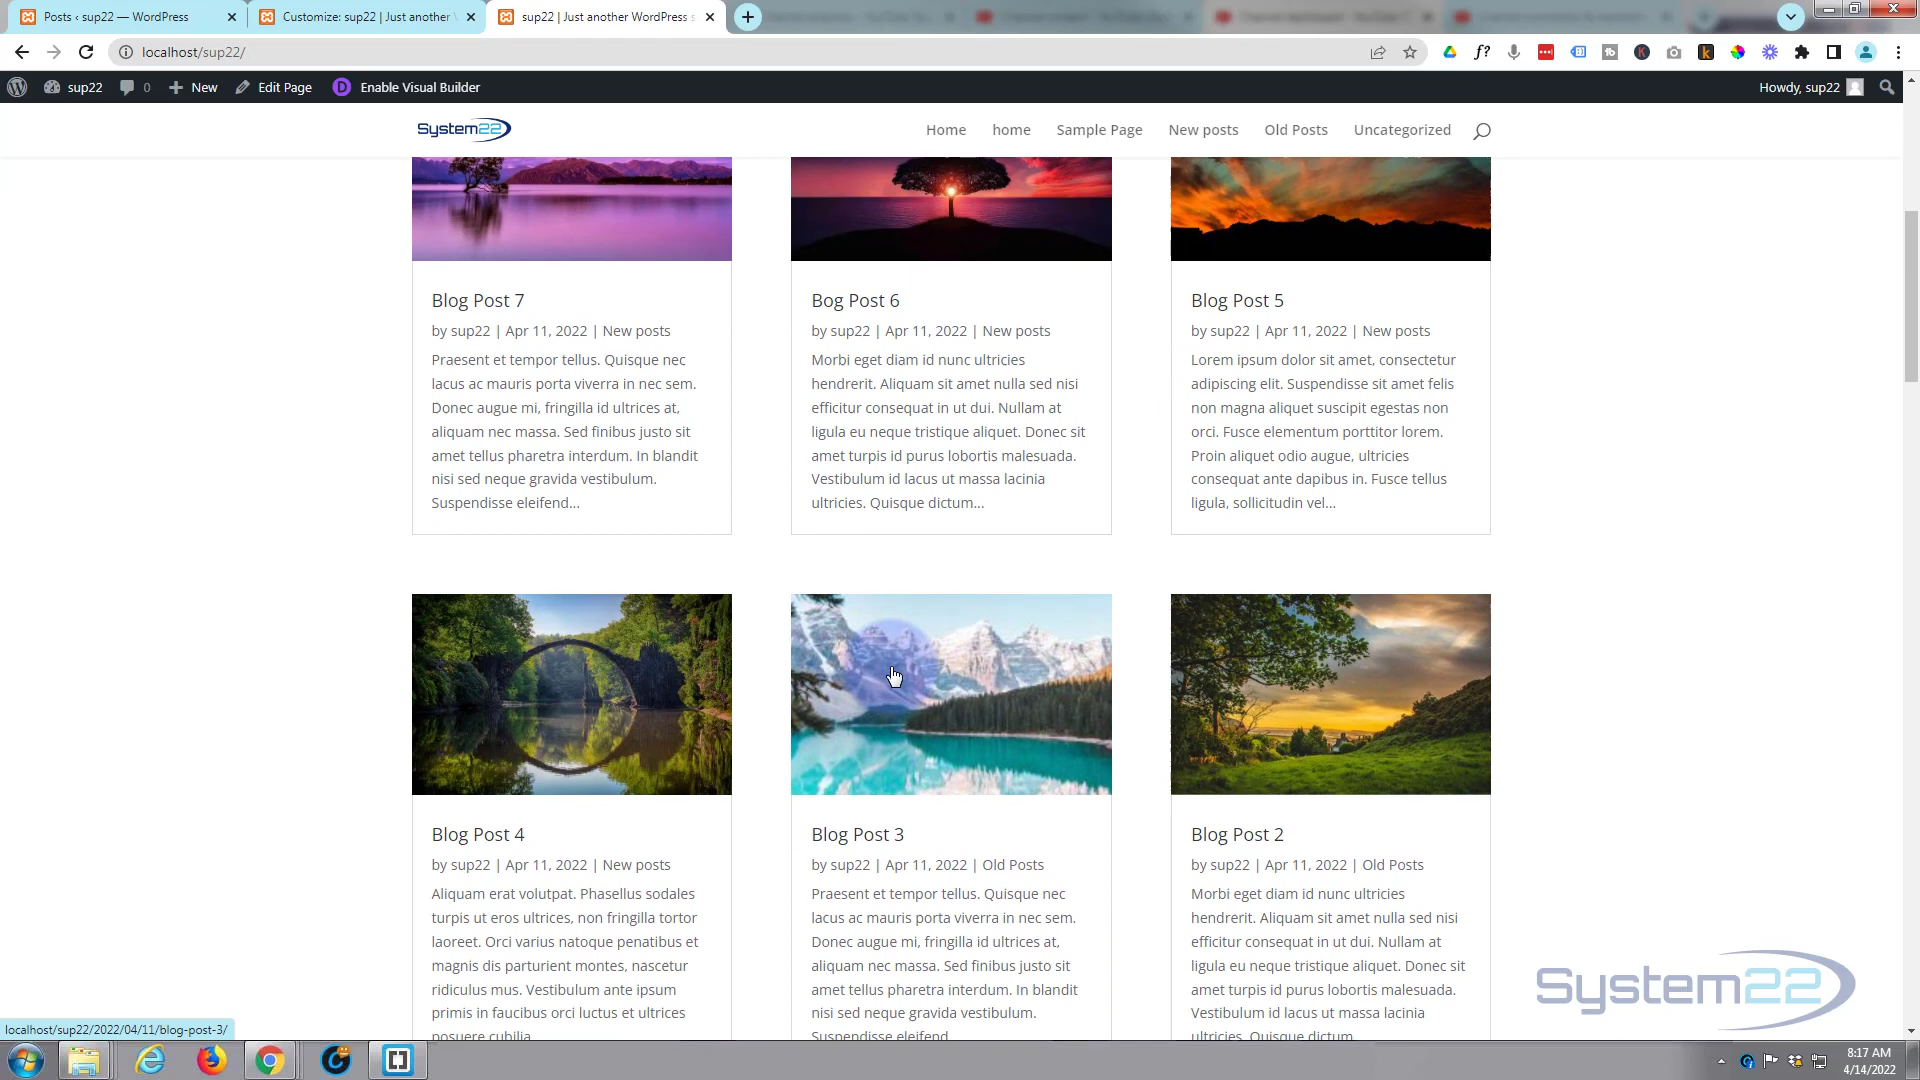 Posts ‹ sup22 — WordPress
Customize: sup22 | Just another
sup22 | Just another WordPress s
localhost/sup22/
sup22
0
New
Edit Page
Enable Visual Builder
Howdy, sup22
System22
Home
home
Sample Page
New posts
Old Posts
Uncategorized
Blog Post 7
by sup22 | Apr 11, 2022 | New posts
Praesent et tempor tellus. Quisque nec
lacus ac mauris porta viverra in nec sem.
Donec augue mi, fringilla id ultrices at,
aliquam nec massa. Sed finibus justo sit
amet tellus pharetra interdum. In blandit
nisi sed neque gravida vestibulum.
Suspendisse eleifend...
Bog Post 6
by sup22 | Apr 11, 2022 | New posts
Morbi eget diam id nunc ultricies
hendrerit. Aliquam sit amet nulla sed nisi
efficitur consequat in ut dui. Nullam at
ligula eu neque tristique aliquet. Donec sit
amet turpis id purus lobortis malesuada.
Vestibulum id lacus ut massa lacinia
ultricies. Quisque dictum...
Blog Post 5
by sup22 | Apr 11, 2022 | New posts
Lorem ipsum dolor sit amet, consectetur
adipiscing elit. Suspendisse sit amet felis
non magna aliquet suscipit egestas non
orci. Fusce elementum porttitor lorem.
Proin aliquet odio augue, ultricies
consequat ante dapibus in. Fusce tellus
ligula, sollicitudin vel...
Blog Post 4
by sup22 | Apr 11, 2022 | New posts
Aliquam erat volutpat. Phasellus sodales
turpis ut eros ultrices, non fringilla tortor
laoreet. Orci varius natoque penatibus et
magnis dis parturient montes, nascetur
ridiculus mus. Vestibulum ante ipsum
primis in faucibus orci luctus et ultrices
posuere cubilia
Blog Post 3
by sup22 | Apr 11, 2022 | Old Posts
Praesent et tempor tellus. Quisque nec
lacus ac mauris porta viverra in nec sem.
Donec augue mi, fringilla id ultrices at,
aliquam nec massa. Sed finibus justo sit
amet tellus pharetra interdum. In blandit
nisi sed neque gravida vestibulum.
Suspendisse eleifend
Blog Post 2
by sup22 | Apr 11, 2022 | Old Posts
Morbi eget diam id nunc ultricies
hendrerit. Aliquam sit amet nulla sed nisi
efficitur consequat in ut dui. Nullam at
ligula eu neque tristique aliquet. Donec sit
amet turpis id purus lobortis malesuada.
Vestibulum id lacus ut massa lacinia
ultricies. Quisque dictum
System22
localhost/sup22/2022/04/11/blog-post-3/
8:17 AM
4/14/2022